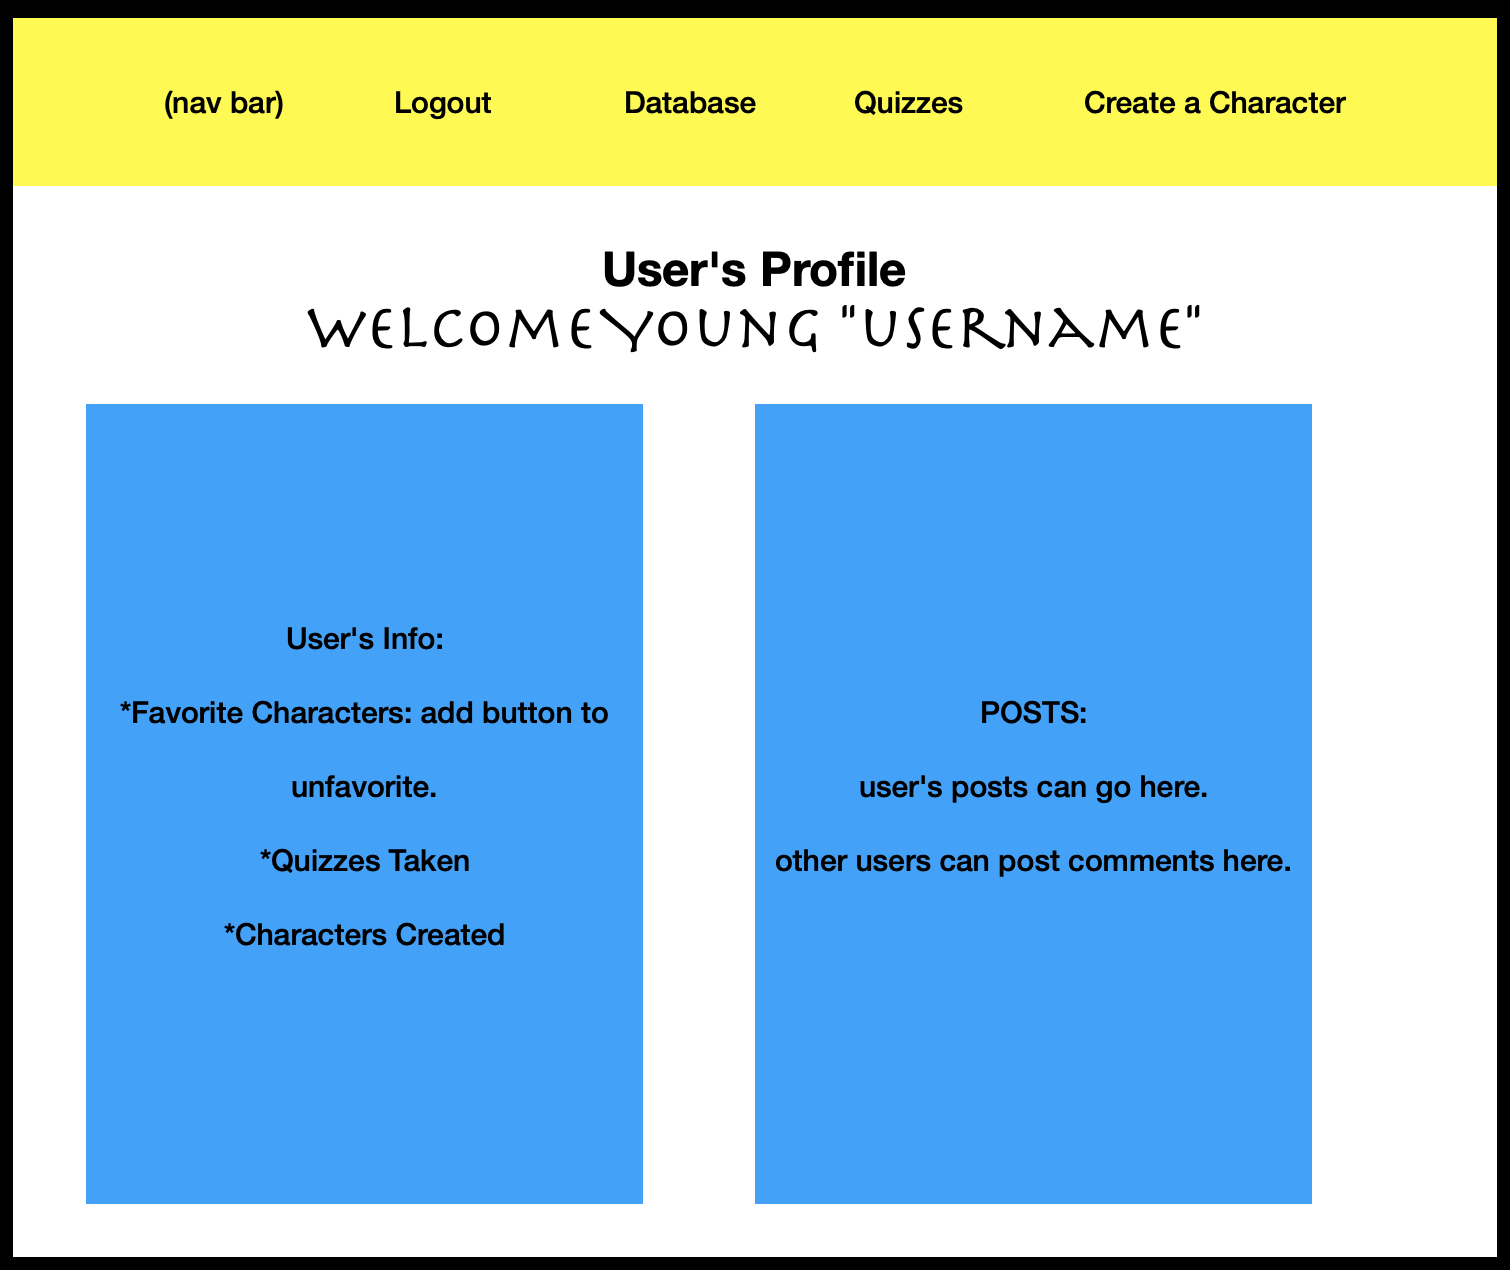 (nav bar) Logout Database Quizzes Create a Character
User's Profile
WELCOME YOUNG "USERNAME"
User's Info:
*Favorite Characters: add button to
unfavorite.
*Quizzes Taken
*Characters Created
POSTS:
user's posts can go here.
other users can post comments here.